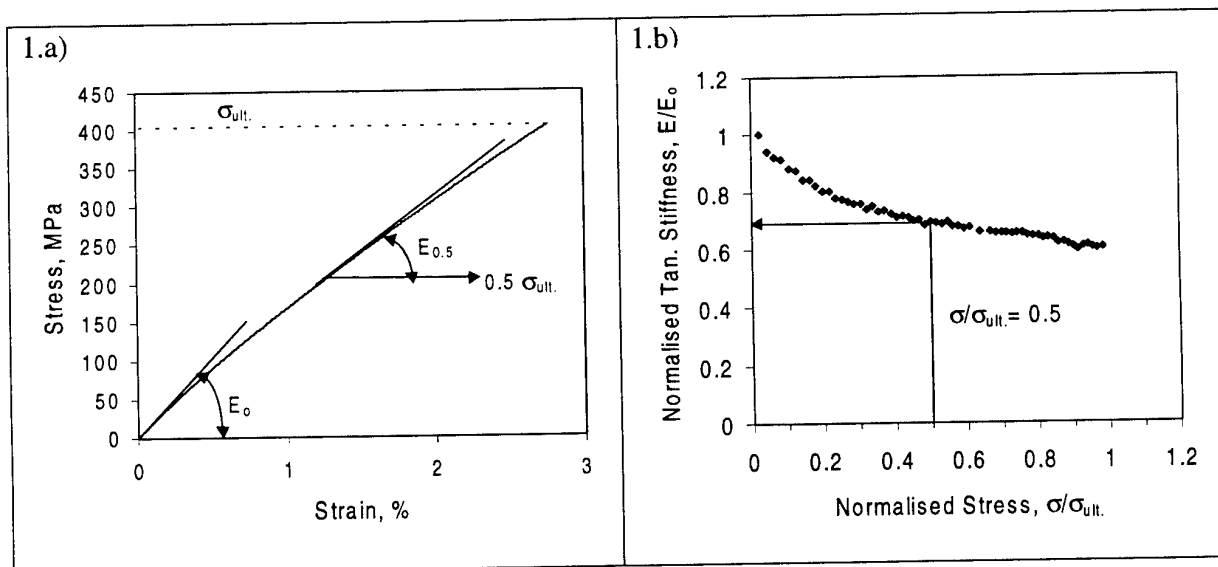 1.a)
450
400
350
300
250
200
150
100
50
0
Stress, MPa
σult.
E0.5
0.5 σult.
Eo
0 1 2 3
Strain, %
1.b)
1.2
1
0.8
0.6
0.4
0.2
0
Normalised Tan. Stiffness, E/Eo
σ/σult.= 0.5
0 0.2 0.4 0.6 0.8 1 1.2
Normalised Stress, σ/σult.